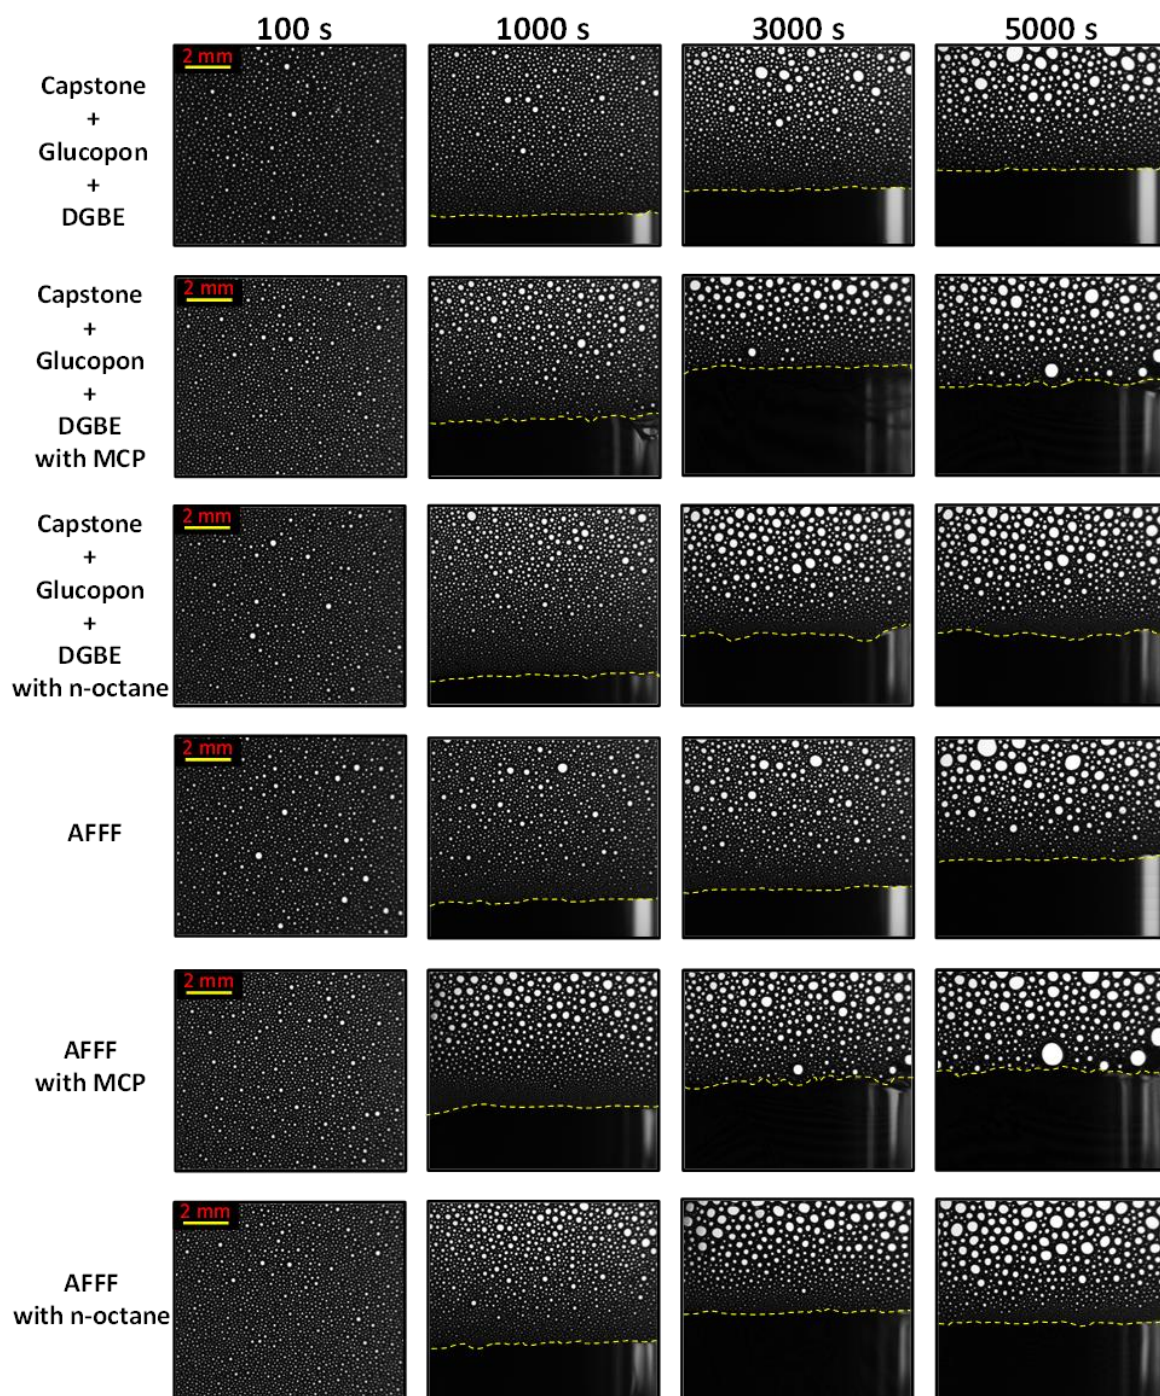 100 s 1000 s 3000 s 5000 s
Capstone
+
Glucopon
+
DGBE
2 mm
Capstone
+
Glucopon
+
DGBE
with MCP
2 mm
Capstone
+
Glucopon
+
DGBE
with n-octane
2 mm
AFFF
2 mm
AFFF
with MCP
2 mm
AFFF
with n-octane
2 mm